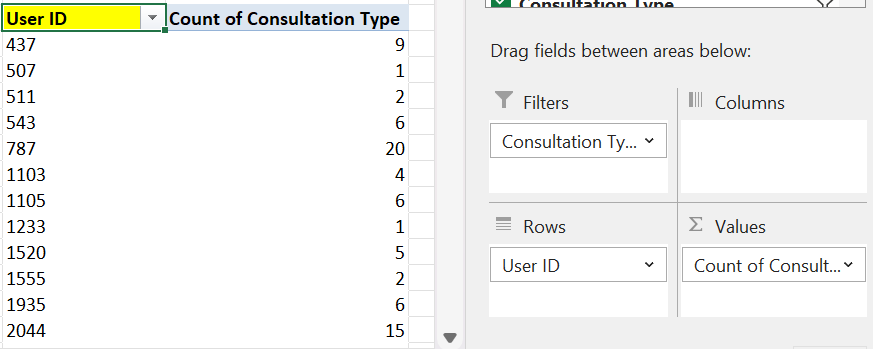 User ID Count of Consultation Type
437 9
507 1
511 2
543 6
787 20
1103 4
1105 6
1233 1
1520 5
1555 2
1935 6
2044 15
Consultation Type
Drag fields between areas below:
Filters Columns
Consultation Ty...
Rows Σ Values
User ID Count of Consult...